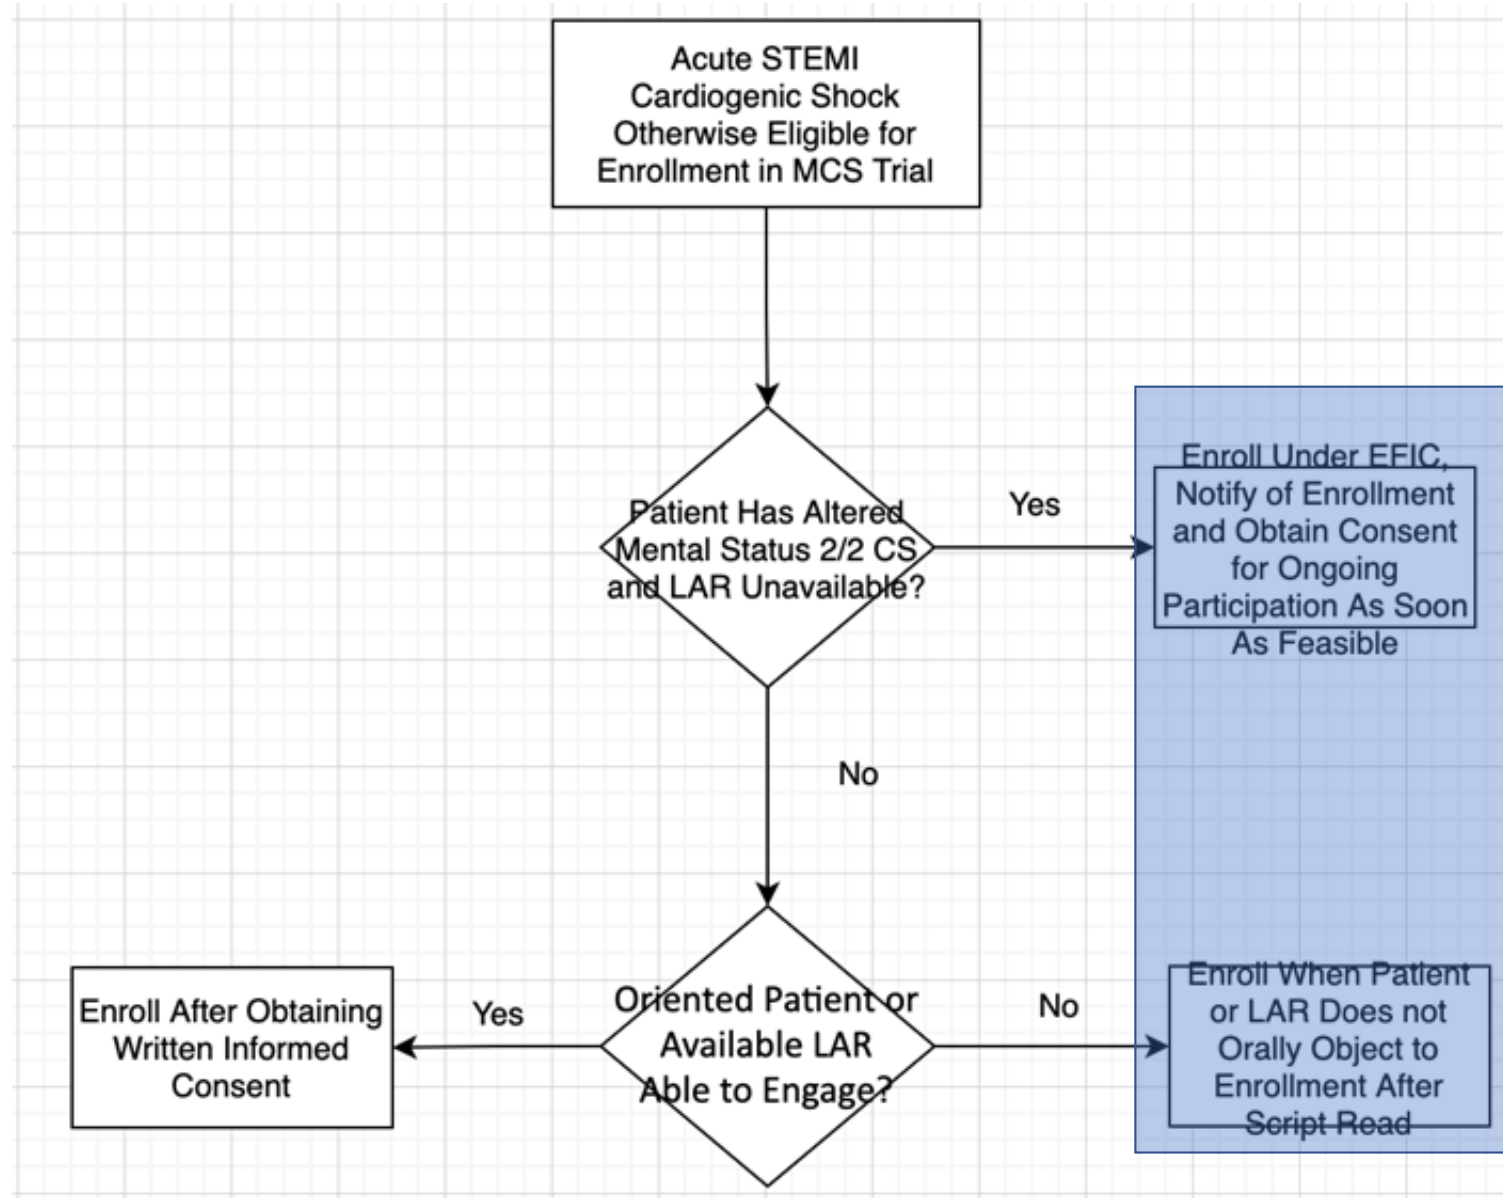 Acute STEMI
Cardiogenic Shock
Otherwise Eligible for
Enrollment in MCS Trial
Patient Has Altered
Mental Status 2/2 CS
and LAR Unavailable?
Yes
Enroll Under EFIC,
Notify of Enrollment
and Obtain Consent
for Ongoing
Participation As Soon
As Feasible
No
Oriented Patient or
Available LAR
Able to Engage?
Yes
Enroll After Obtaining
Written Informed
Consent
No
Enroll When Patient
or LAR Does not
Orally Object to
Enrollment After
Script Read